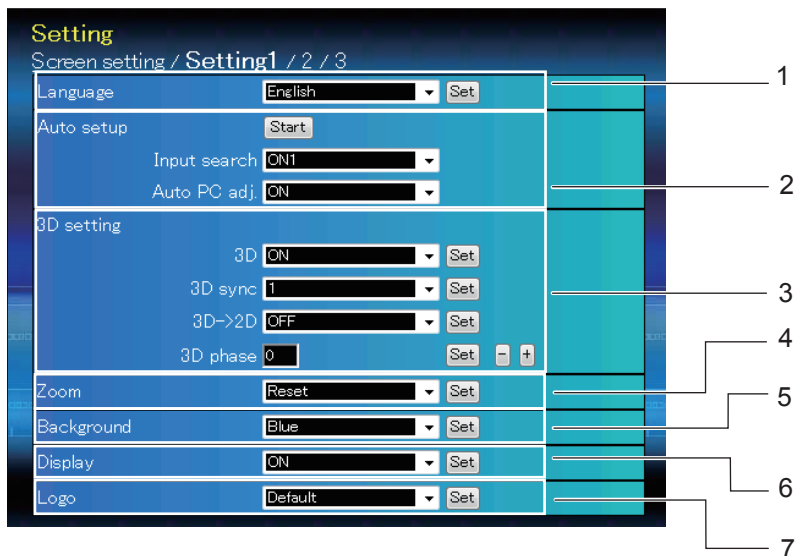 Setting
Screen setting / Setting1 / 2 / 3
Language English Set 1
Auto setup Start
Input search ON1
Auto PC adj. ON 2
3D setting
3D ON Set
3D sync 1 Set 3
3D->2D OFF Set
3D phase 0 Set - + 4
Zoom Reset Set
Background Blue Set 5
Display ON Set 6
Logo Default Set 7